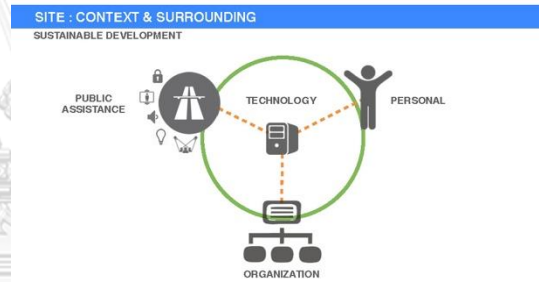 SITE : CONTEXT & SURROUNDING
SUSTAINABLE DEVELOPMENT
PUBLIC
ASSISTANCE
TECHNOLOGY
PERSONAL
ORGANIZATION